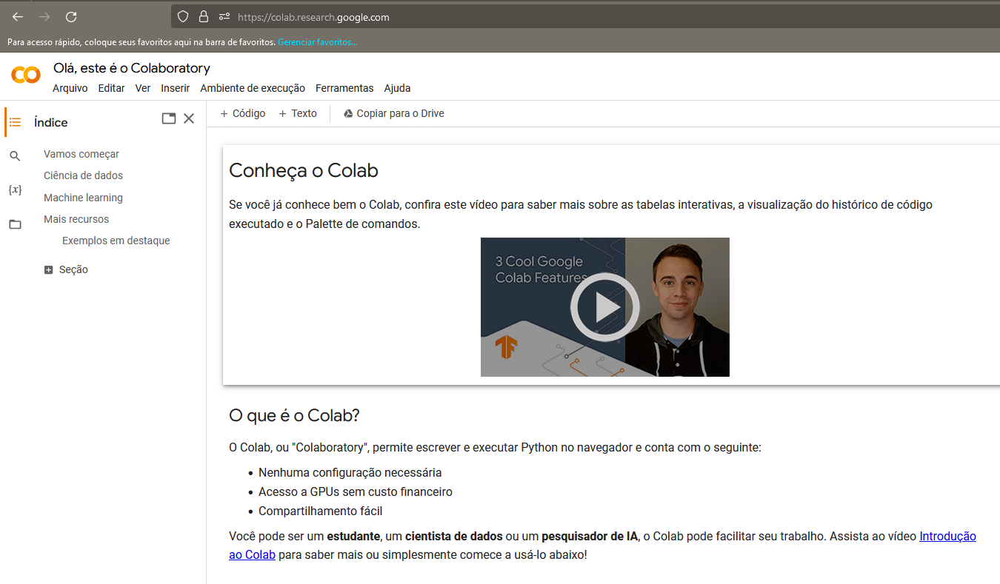 https://colab.research.google.com
Para acesso rápido, coloque seus favoritos aqui na barra de favoritos. Gerenciar favoritos...
Olá, este é o Colaboratory
Arquivo Editar Ver Inserir Ambiente de execução Ferramentas Ajuda
Índice
Vamos começar
Ciência de dados
Machine learning
Mais recursos
Exemplos em destaque
Seção
{x}
+ Código + Texto Copiar para o Drive
Conheça o Colab
Se você já conhece bem o Colab, confira este vídeo para saber mais sobre as tabelas interativas, a visualização do histórico de código
executado e o Palette de comandos.
3 Cool Google
Colab Features
O que é o Colab?
O Colab, ou "Colaboratory", permite escrever e executar Python no navegador e conta com o seguinte:
• Nenhuma configuração necessária
• Acesso a GPUs sem custo financeiro
• Compartilhamento fácil
Você pode ser um estudante, um cientista de dados ou um pesquisador de IA, o Colab pode facilitar seu trabalho. Assista ao vídeo Introdução
ao Colab para saber mais ou simplesmente comece a usá-lo abaixo!